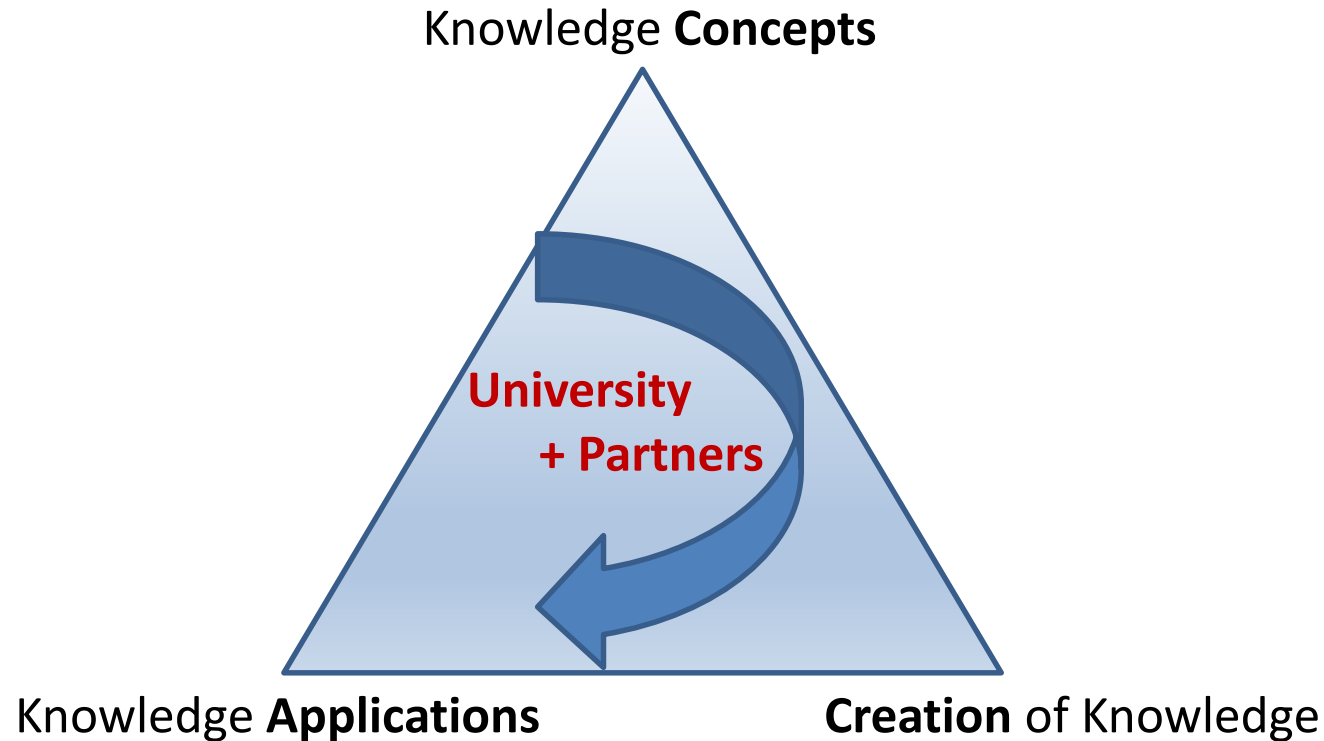 Knowledge Concepts
University
+ Partners
Knowledge Applications
Creation of Knowledge